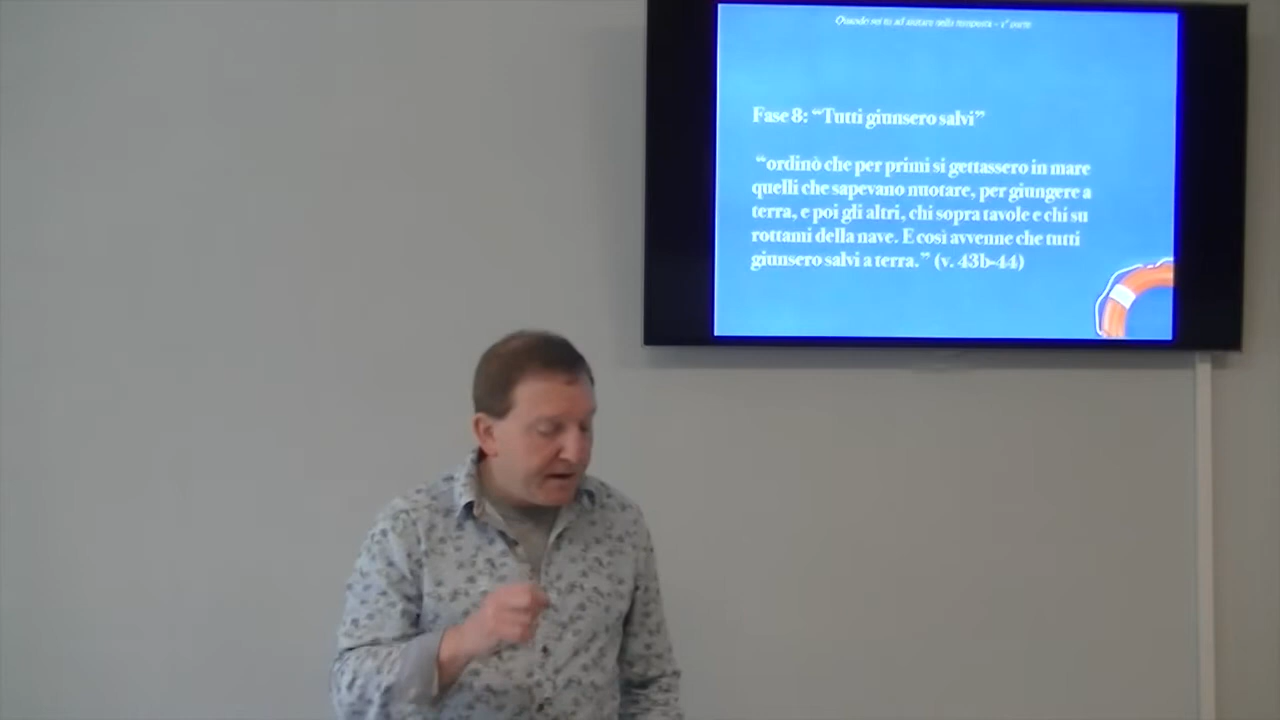 Quando sei tu ad aiutare nella tempesta - 1° parte
Fase 8: “Tutti giunsero salvi”
“ordinò che per primi si gettassero in mare
quelli che sapevano nuotare, per giungere a
terra, e poi gli altri, chi sopra tavole e chi su
rottami della nave. E così avvenne che tutti
giunsero salvi a terra.” (v. 43b-44)